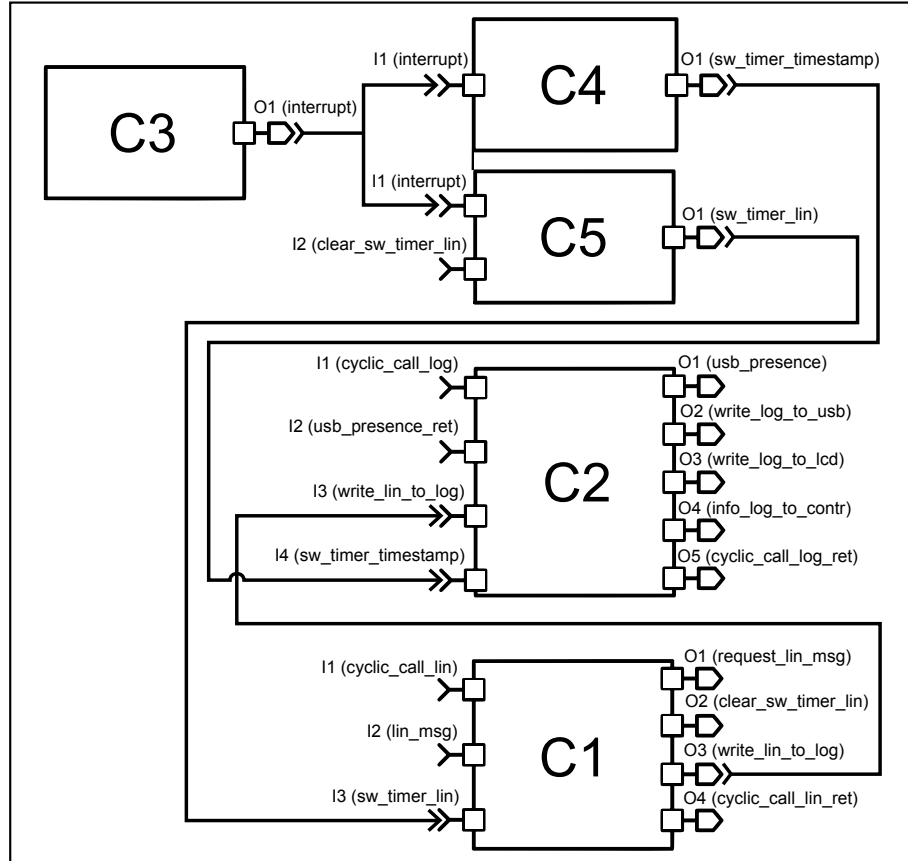 C3
O1 (interrupt)
I1 (interrupt)
C4
O1 (sw_timer_timestamp)
I1 (interrupt)
I2 (clear_sw_timer_lin)
C5
O1 (sw_timer_lin)
I1 (cyclic_call_log)
I2 (usb_presence_ret)
I3 (write_lin_to_log)
I4 (sw_timer_timestamp)
C2
O1 (usb_presence)
O2 (write_log_to_usb)
O3 (write_log_to_lcd)
O4 (info_log_to_contr)
O5 (cyclic_call_log_ret)
I1 (cyclic_call_lin)
I2 (lin_msg)
I3 (sw_timer_lin)
C1
O1 (request_lin_msg)
O2 (clear_sw_timer_lin)
O3 (write_lin_to_log)
O4 (cyclic_call_lin_ret)